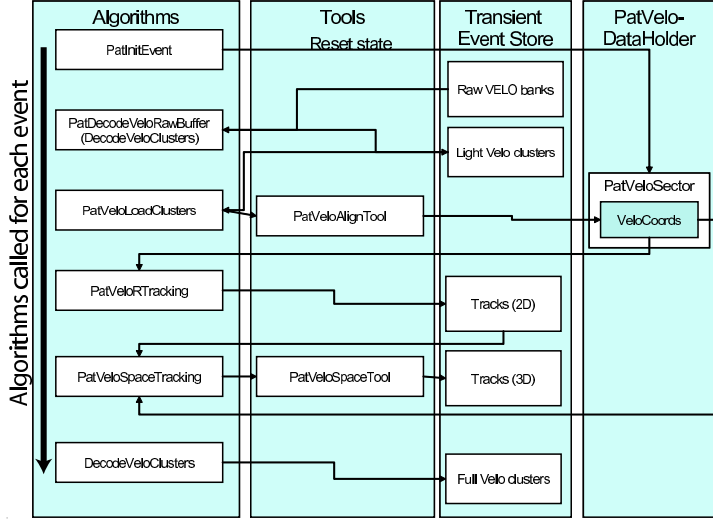 Algorithms
Tools
Transient
Event Store
PatVelo-
DataHolder
Algorithms called for each event
PatInitEvent
Reset state
Raw VELO banks
PatDecodeVeloRawBuffer
(DecodeVeloClusters)
Light Velo clusters
PatVeloSector
PatVeloLoadClusters
PatVeloAlignTool
VeloCoords
PatVeloRTracking
Tracks (2D)
PatVeloSpaceTracking
PatVeloSpaceTool
Tracks (3D)
DecodeVeloClusters
Full Velo clusters